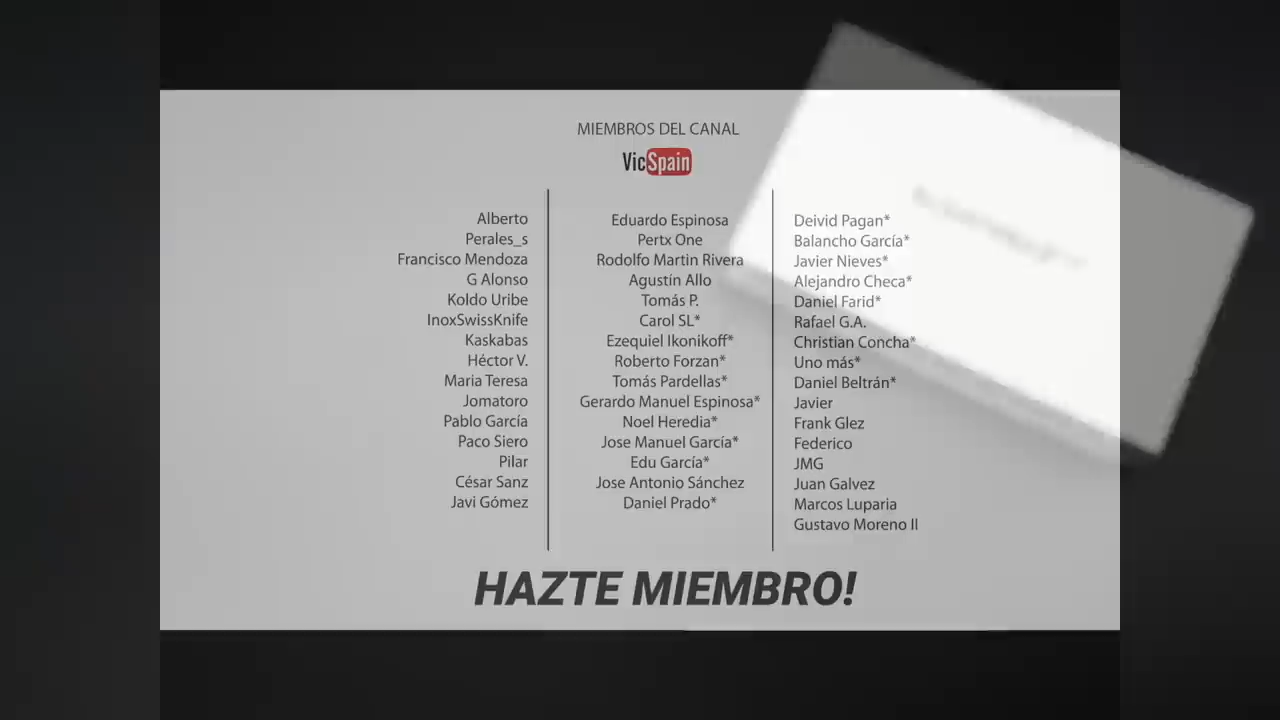 MIEMBROS DEL CANAL
VicSpain
Alberto
Perales_s
Francisco Mendoza
G Alonso
Koldo Uribe
InoxSwissKnife
Kaskabas
Héctor V.
Maria Teresa
Jomatoro
Pablo García
Paco Siero
Pilar
César Sanz
Javi Gómez
Eduardo Espinosa
Pertx One
Rodolfo Martin Rivera
Agustín Allo
Tomás P.
Carol SL*
Ezequiel Ikonikoff*
Roberto Forzan*
Tomás Pardellas*
Gerardo Manuel Espinosa*
Noel Heredia*
Jose Manuel García*
Edu García*
Jose Antonio Sánchez
Daniel Prado*
Deivid Pagan*
Balancho García*
Javier Nieves*
Alejandro Checa*
Daniel Farid*
Rafael G.A.
Christian Concha*
Uno más*
Daniel Beltrán*
Javier
Frank Glez
Federico
JMG
Juan Galvez
Marcos Luparia
Gustavo Moreno II
HAZTE MIEMBRO!